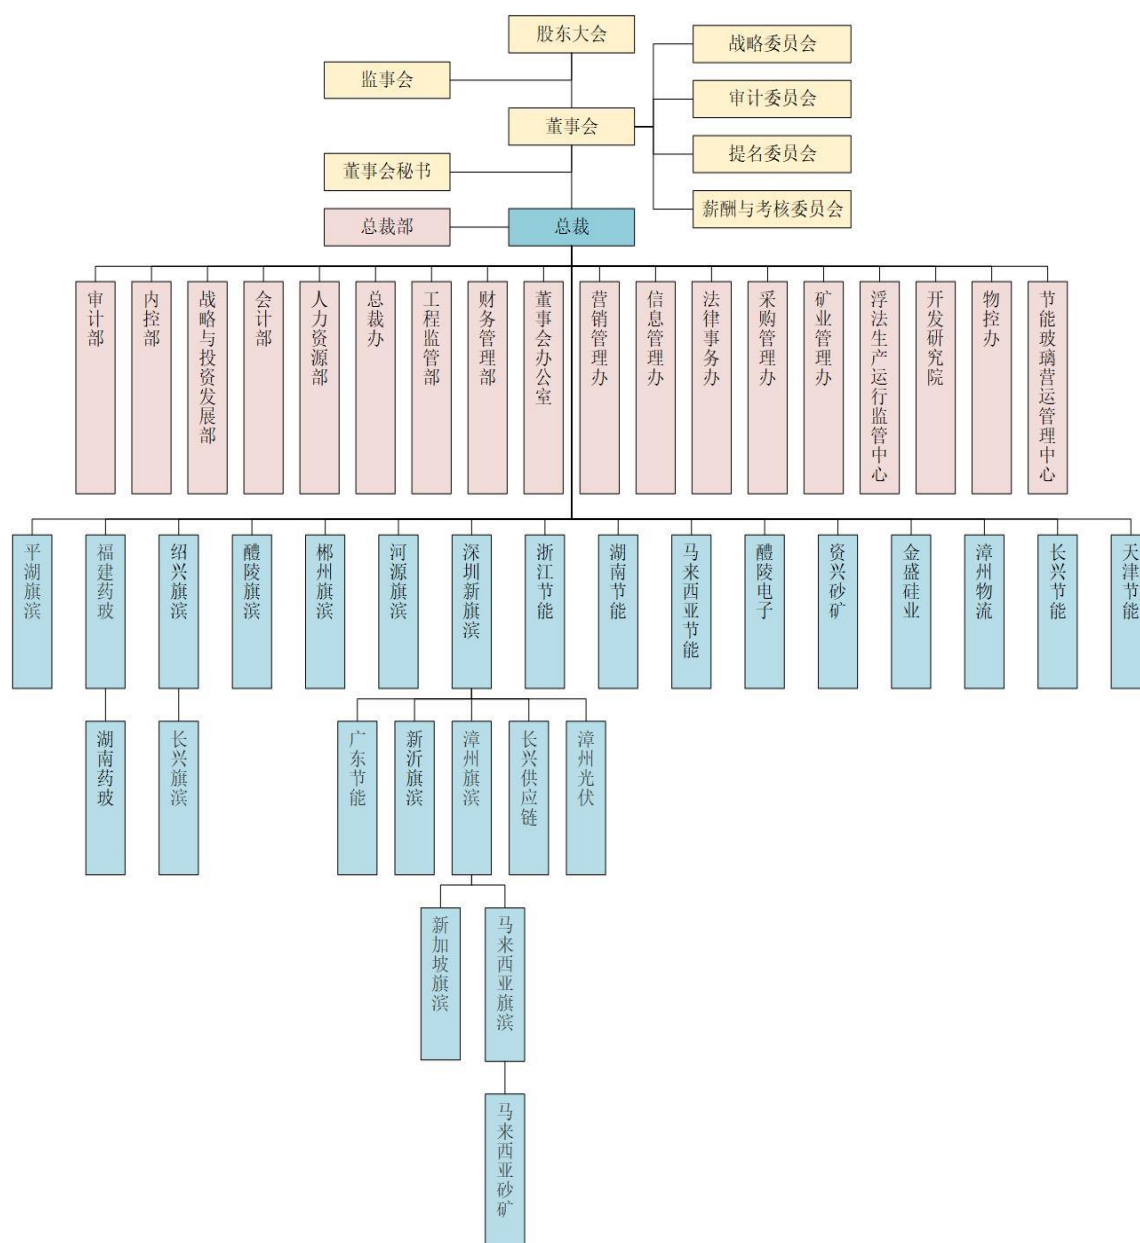 股东大会
战略委员会
监事会
审计委员会
董事会
提名委员会
董事会秘书
薪酬与考核委员会
总裁部
总裁
审计部
内控部
战略与投资发展部
会计部
人力资源部
总裁办
工程监管部
财务管理部
董事会办公室
营销管理办
信息管理办
法律事务办
采购管理办
矿业管理办
浮法生产运行监管中心
开发研究院
物控办
节能玻璃营运管理中心
平湖旗滨
福建药玻
绍兴旗滨
醴陵旗滨
郴州旗滨
河源旗滨
深圳新旗滨
浙江节能
湖南节能
马来西亚节能
醴陵电子
资兴砂矿
金盛硅业
漳州物流
长兴节能
天津节能
湖南药玻
长兴旗滨
广东节能
新沂旗滨
漳州旗滨
长兴供应链
漳州光伏
新加坡旗滨
马来西亚旗滨
马来西亚砂矿